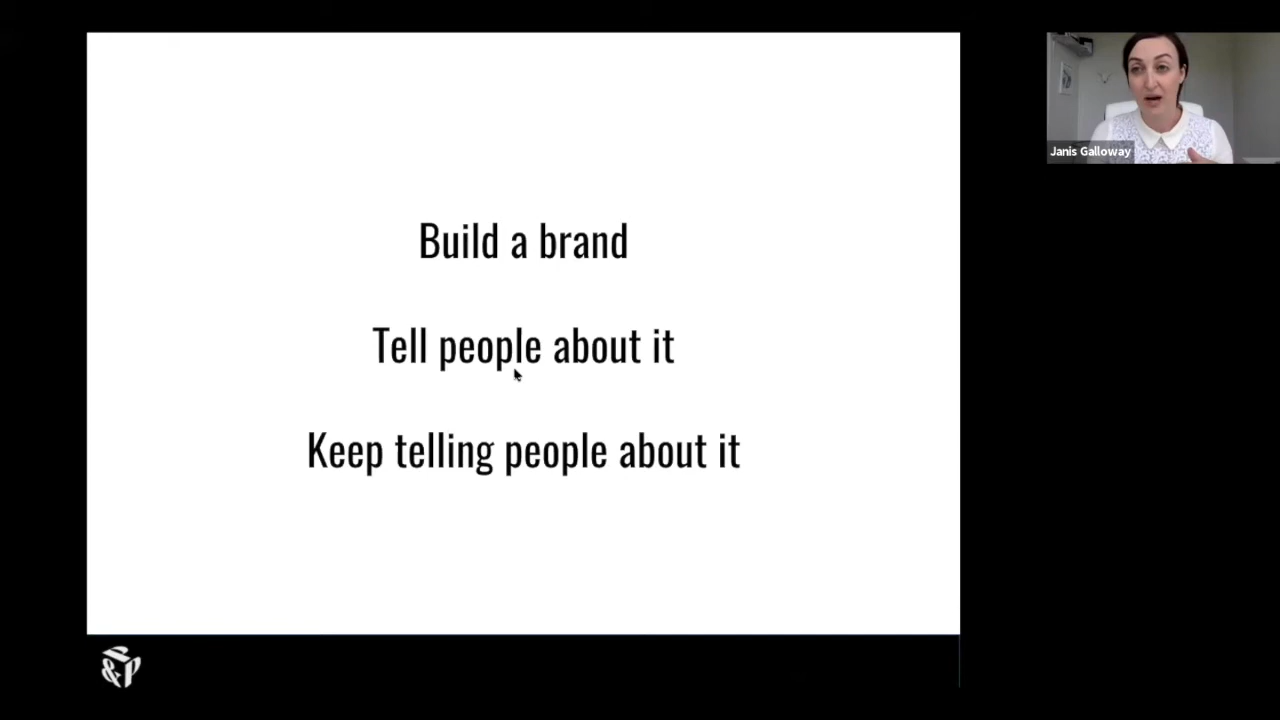 Build a brand
Tell people about it
Keep telling people about it
Janis Galloway
&P